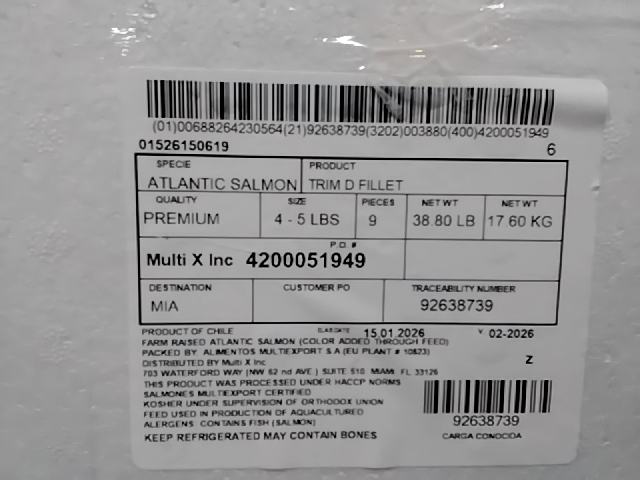 (01)00688264230564(21)92638739(3202)003880(400)4200051949
01526150619 6
SPECIE PRODUCT
ATLANTIC SALMON TRIM D FILLET
QUALITY SIZE PIECES NET WT NET WT
PREMIUM 4 - 5 LBS 9 38.80 LB 17.60 KG
P.O. #
Multi X Inc 4200051949
DESTINATION CUSTOMER PO TRACEABILITY NUMBER
MIA 92638739
PRODUCT OF CHILE 15.01.2026 V 02-2026
FARM RAISED ATLANTIC SALMON (COLOR ADDED THROUGH FEED)
PACKED BY: ALIMENTOS MULTIEXPORT S.A (EU PLANT # 10623)
DISTRIBUTED BY Multi X Inc Z
703 WATERFORD WAY (NW 62 nd AVE ) SUITE 510 MIAMI FL 33126
THIS PRODUCT WAS PROCESSED UNDER HACCP NORMS
SALMONES MULTIEXPORT CERTIFIED
KOSHER UNDER SUPERVISION OF ORTHODOX UNION
FEED USED IN PRODUCTION OF AQUACULTURED
ALERGENS: CONTAINS FISH (SALMON)
KEEP REFRIGERATED MAY CONTAIN BONES
92638739
CARGA CONOCIDA